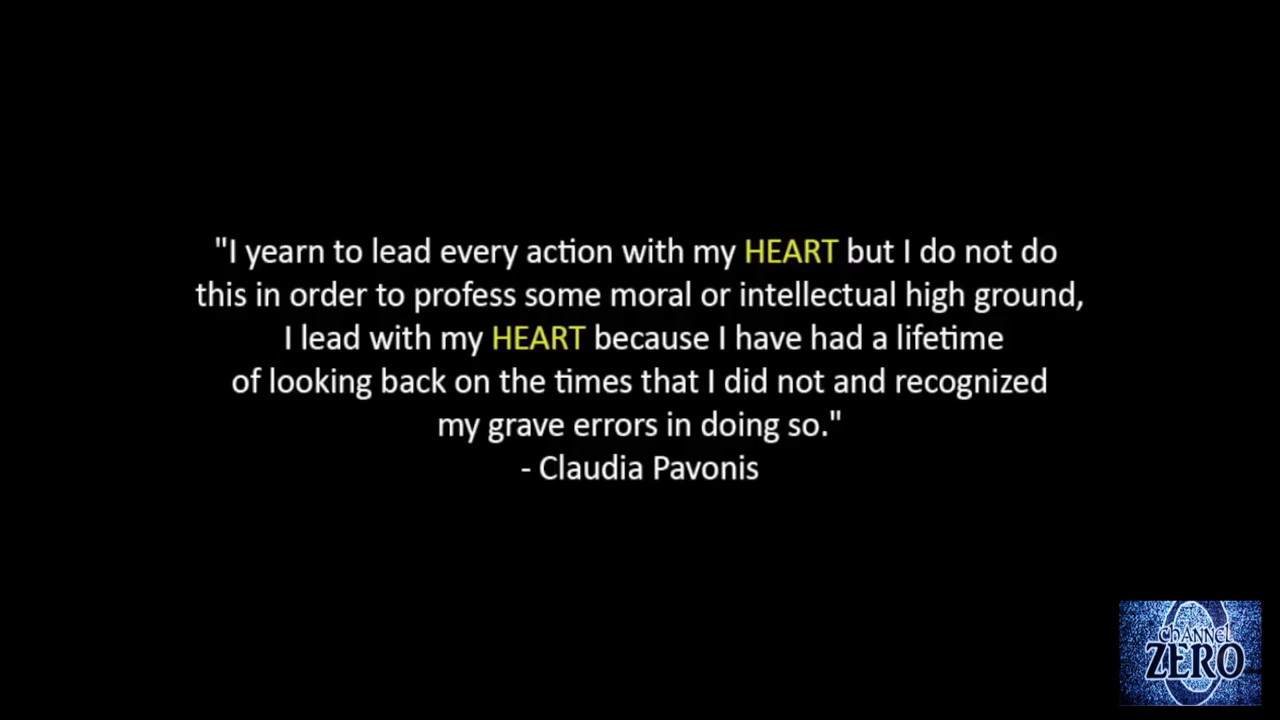 "I yearn to lead every action with my HEART but I do not do
this in order to profess some moral or intellectual high ground,
I lead with my HEART because I have had a lifetime
of looking back on the times that I did not and recognized
my grave errors in doing so."
- Claudia Pavonis
channel
ZERO